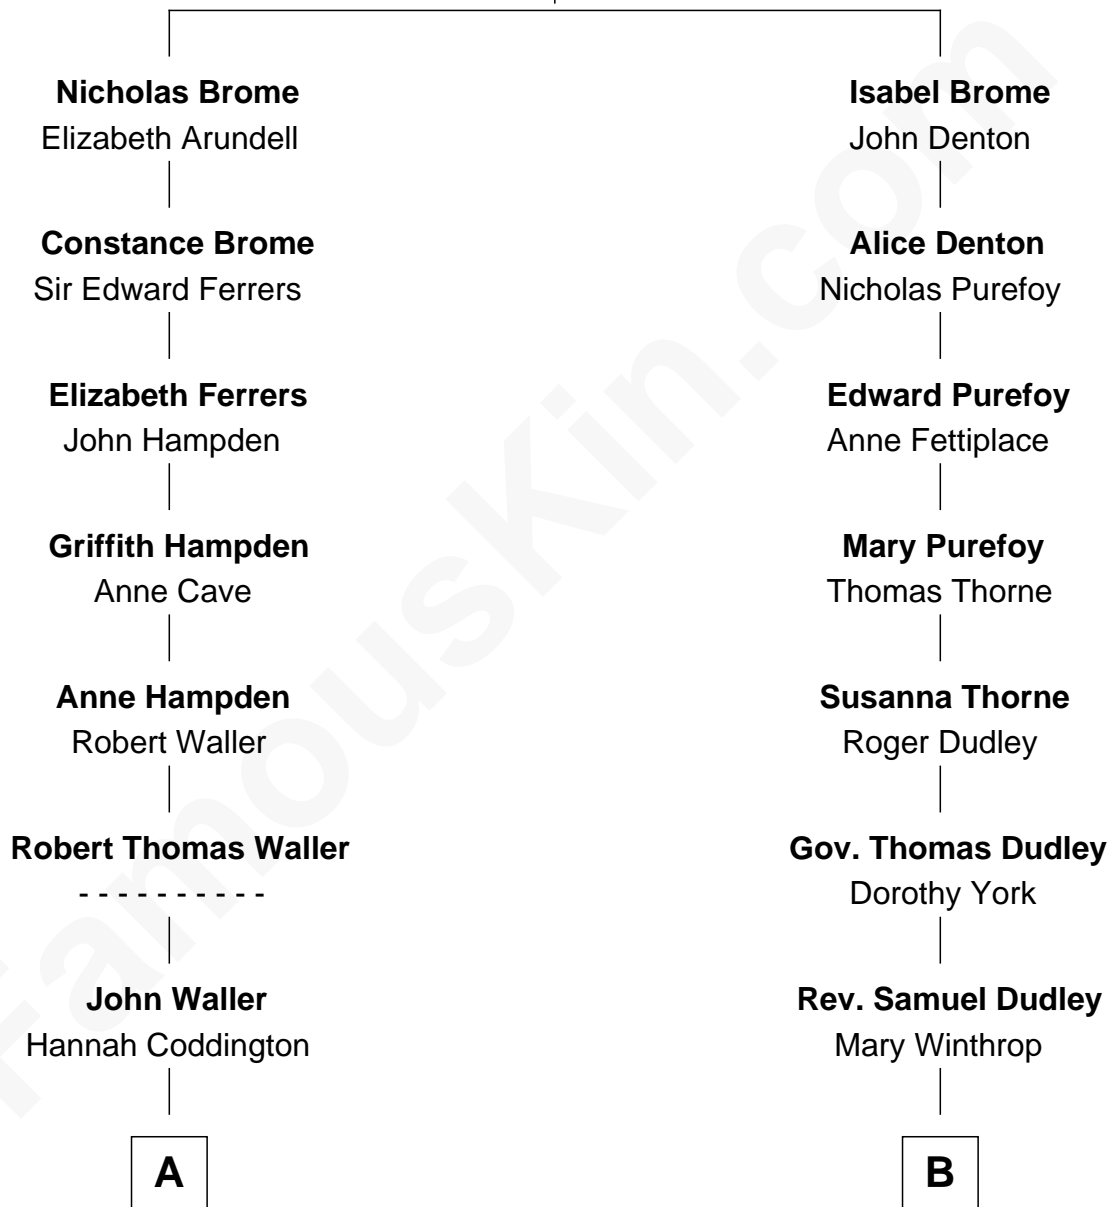 Nicholas Brome
Elizabeth Arundell
Constance Brome
Sir Edward Ferrers
Elizabeth Ferrers
John Hampden
Griffith Hampden
Anne Cave
Anne Hampden
Robert Waller
Robert Thomas Waller
- - - - - - - - - -
John Waller
Hannah Coddington
A
Isabel Brome
John Denton
Alice Denton
Nicholas Purefoy
Edward Purefoy
Anne Fettiplace
Mary Purefoy
Thomas Thorne
Susanna Thorne
Roger Dudley
Gov. Thomas Dudley
Dorothy York
Rev. Samuel Dudley
Mary Winthrop
B
FamousKin.com